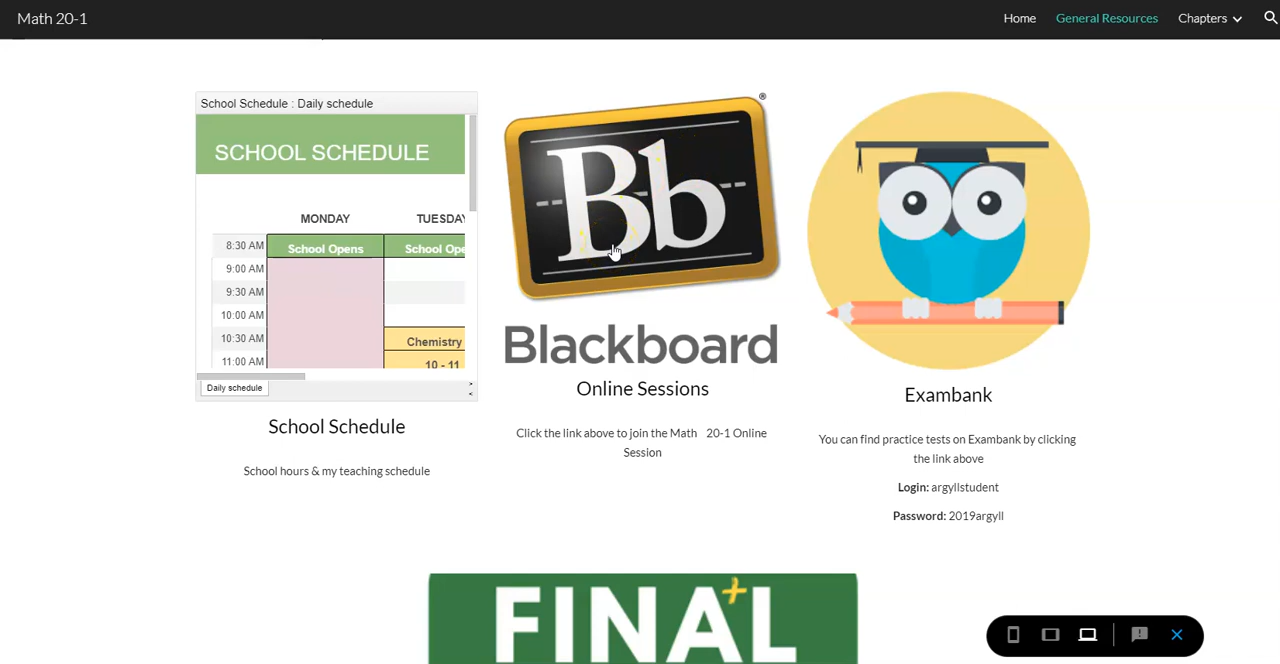 Math 20-1
Home
General Resources
Chapters
School Schedule : Daily schedule
SCHOOL SCHEDULE
MONDAY
TUESDAY
8:30 AM
School Opens
School Ope
9:00 AM
9:30 AM
10:00 AM
10:30 AM
Chemistry
11:00 AM
10 - 11
Daily schedule
School Schedule
School hours & my teaching schedule
Bb
®
Blackboard
Online Sessions
Click the link above to join the Math 20-1 Online
Session
Exambank
You can find practice tests on Exambank by clicking
the link above
Login: argyllstudent
Password: 2019argyll
FINAL+